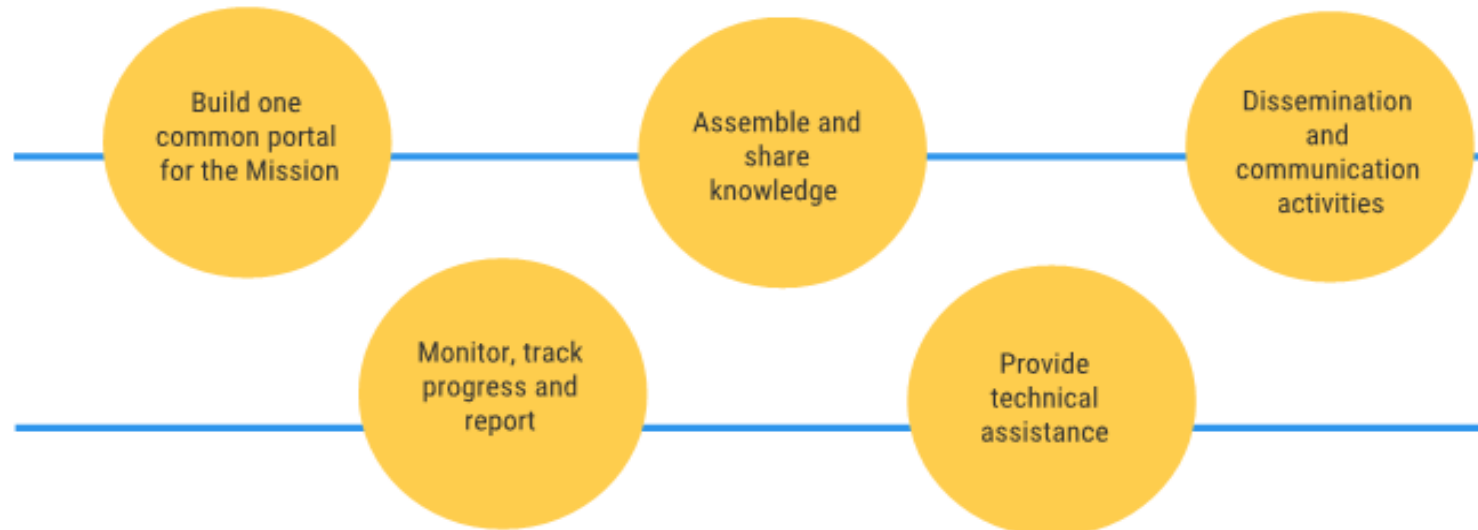 Build one
common portal
for the Mission
Assemble and
share
knowledge
Dissemination
and
communication
activities
Monitor, track
progress and
report
Provide
technical
assistance